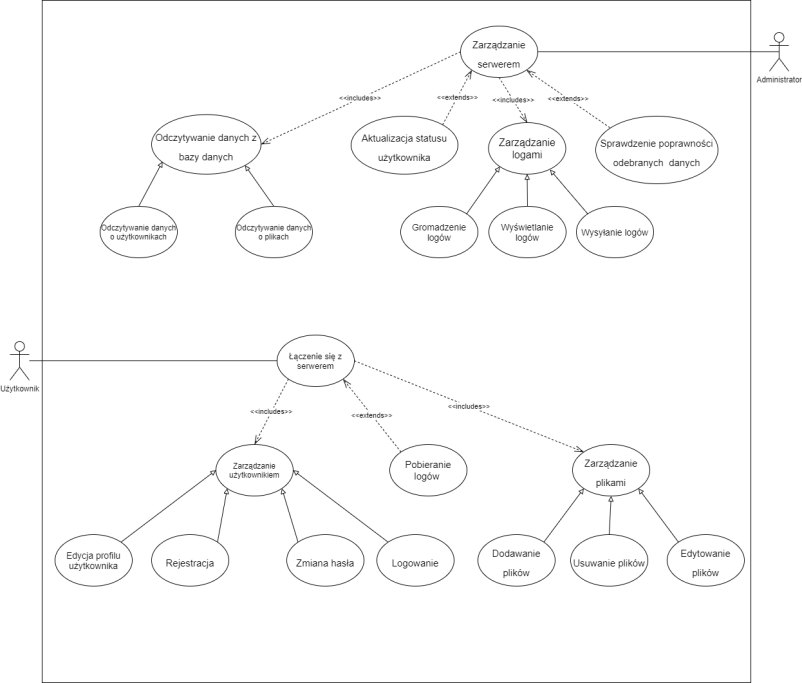 Zarządzanie
serwerem
Administrator
<<includes>>
<<extends>>
<<includes>>
<<extends>>
Odczytywanie danych z
bazy danych
Aktualizacja statusu
użytkownika
Zarządzanie
logami
Sprawdzenie poprawności
odebranych danych
Odczytywanie danych
o użytkownikach
Odczytywanie danych
o plikach
Gromadzenie
logów
Wyświetlanie
logów
Wysyłanie logów
Użytkownik
Łączenie się z
serwerem
<<includes>>
<<extends>>
<<includes>>
Zarządzanie
użytkownikiem
Pobieranie
logów
Zarządzanie
plikami
Edycja profilu
użytkownika
Rejestracja
Zmiana hasła
Logowanie
Dodawanie
plików
Usuwanie plików
Edytowanie
plików